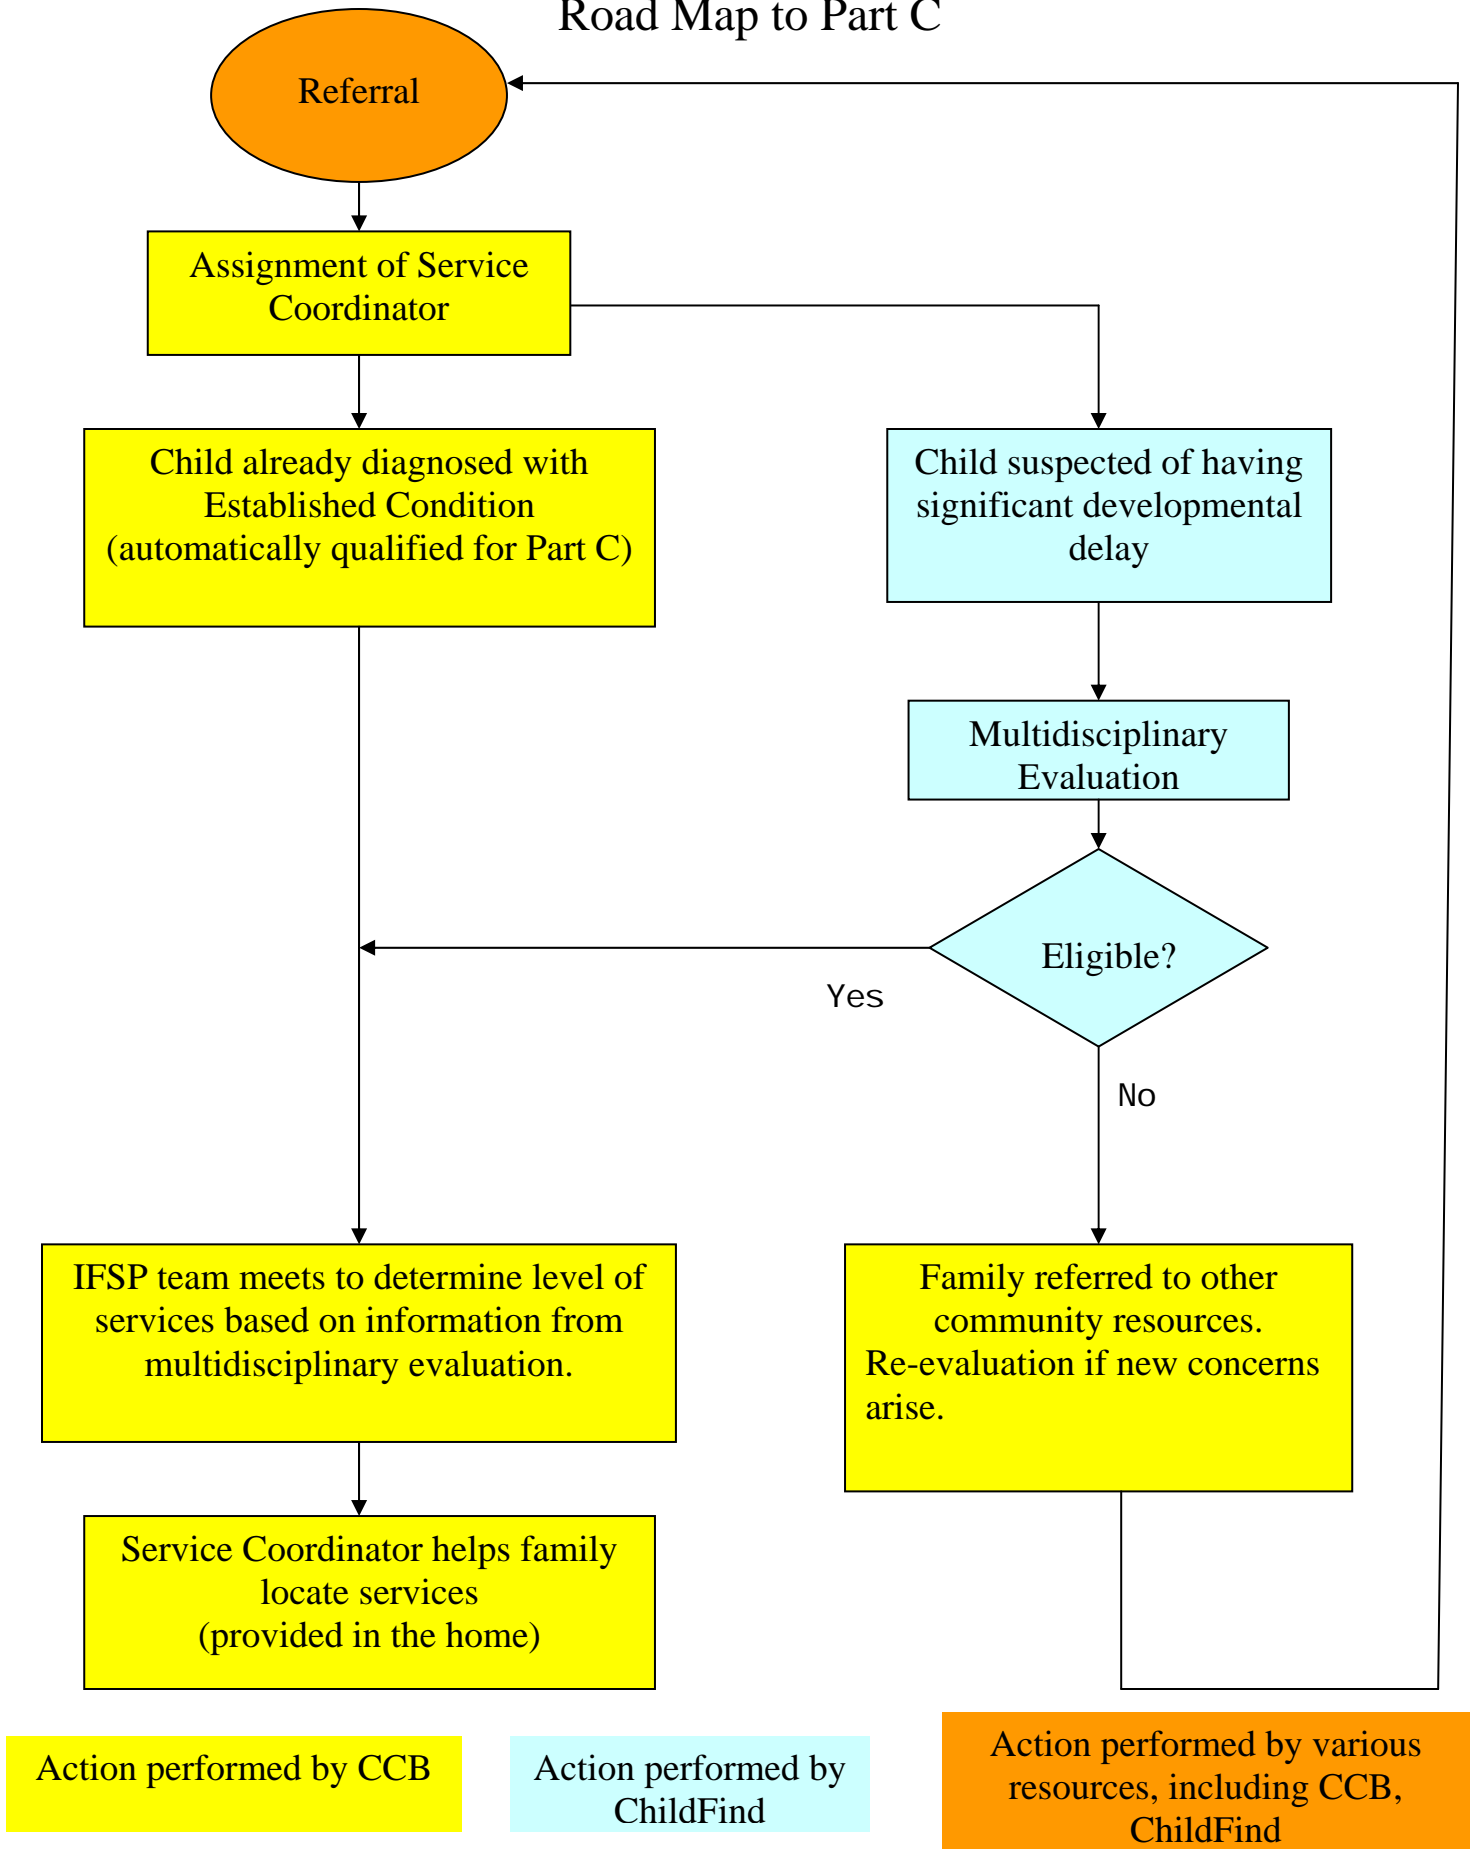 Road Map to Part C
Referral
Assignment of Service
Coordinator
Child already diagnosed with
Established Condition
(automatically qualified for Part C)
Child suspected of having
significant developmental
delay
Multidisciplinary
Evaluation
Eligible?
Yes
No
IFSP team meets to determine level of
services based on information from
multidisciplinary evaluation.
Family referred to other
community resources.
Re-evaluation if new concerns
arise.
Service Coordinator helps family
locate services
(provided in the home)
Action performed by CCB
Action performed by
ChildFind
Action performed by various
resources, including CCB,
ChildFind